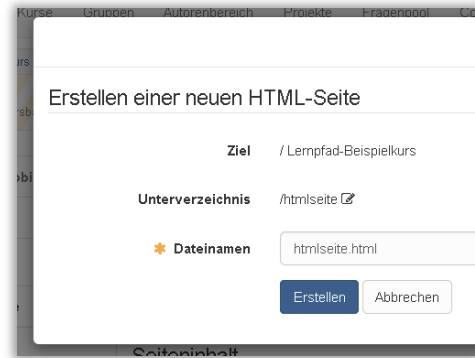 Kurse Gruppen Autorenbereich Projekte Fragenpool
Erstellen einer neuen HTML-Seite
Ziel / Lernpfad-Beispielkurs
Unterverzeichnis /htmlseite
Dateinamen htmlseite.html
Erstellen Abbrechen
Seiteninhalt